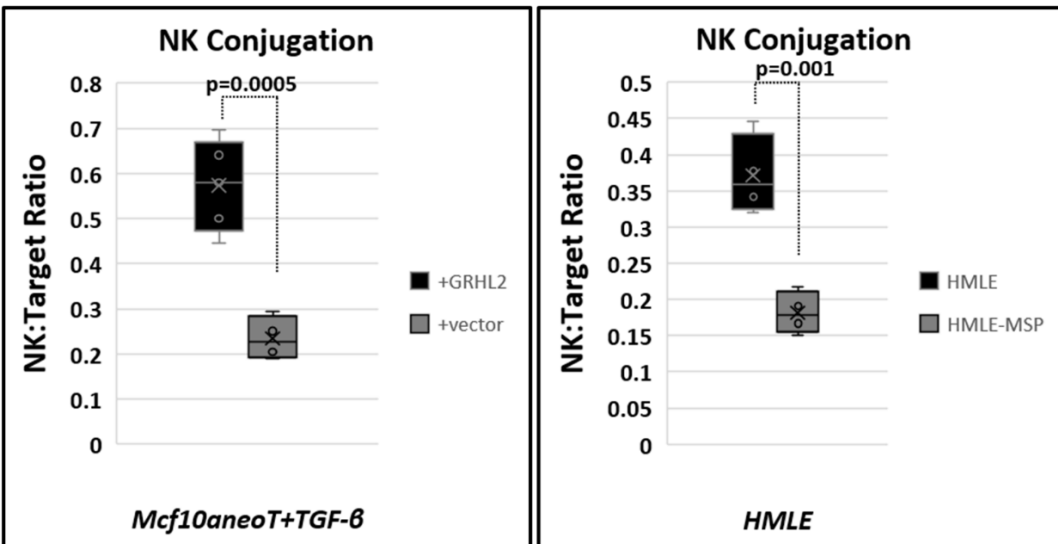 NK Conjugation
p=0.0005
NK:Target Ratio
0.8
0.7
0.6
0.5
0.4
0.3
0.2
0.1
0
+GRHL2
+vector
Mcf10aneoT+TGF-β
NK Conjugation
p=0.001
NK:Target Ratio
0.5
0.45
0.4
0.35
0.3
0.25
0.2
0.15
0.1
0.05
0
HMLE
HMLE-MSP
HMLE